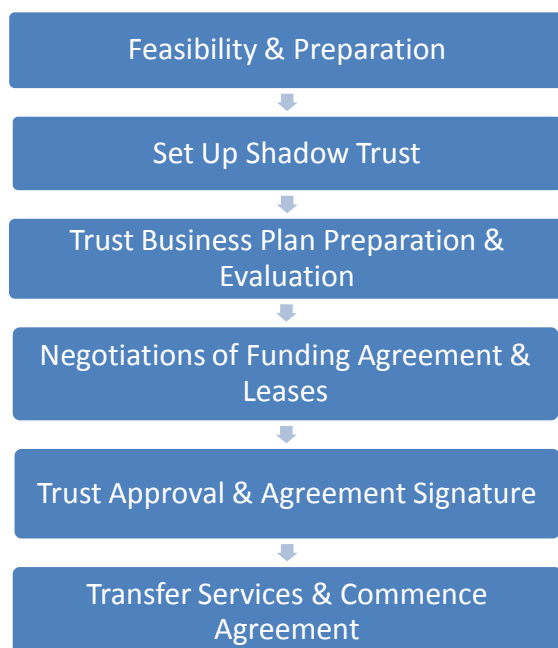 Feasibility & Preparation
Set Up Shadow Trust
Trust Business Plan Preparation &
Evaluation
Negotiations of Funding Agreement &
Leases
Trust Approval & Agreement Signature
Transfer Services & Commence
Agreement